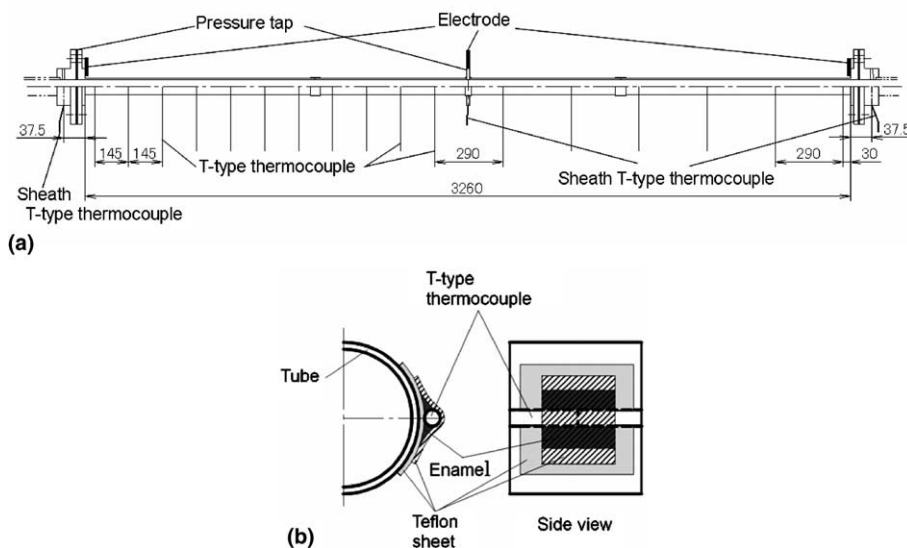 Pressure tap
Electrode
37.5
145
145
T-type thermocouple
290
Sheath T-type thermocouple
290
30
37.5
Sheath
T-type thermocouple
3260
(a)
T-type
thermocouple
Tube
Enamel
Teflon
sheet
Side view
(b)